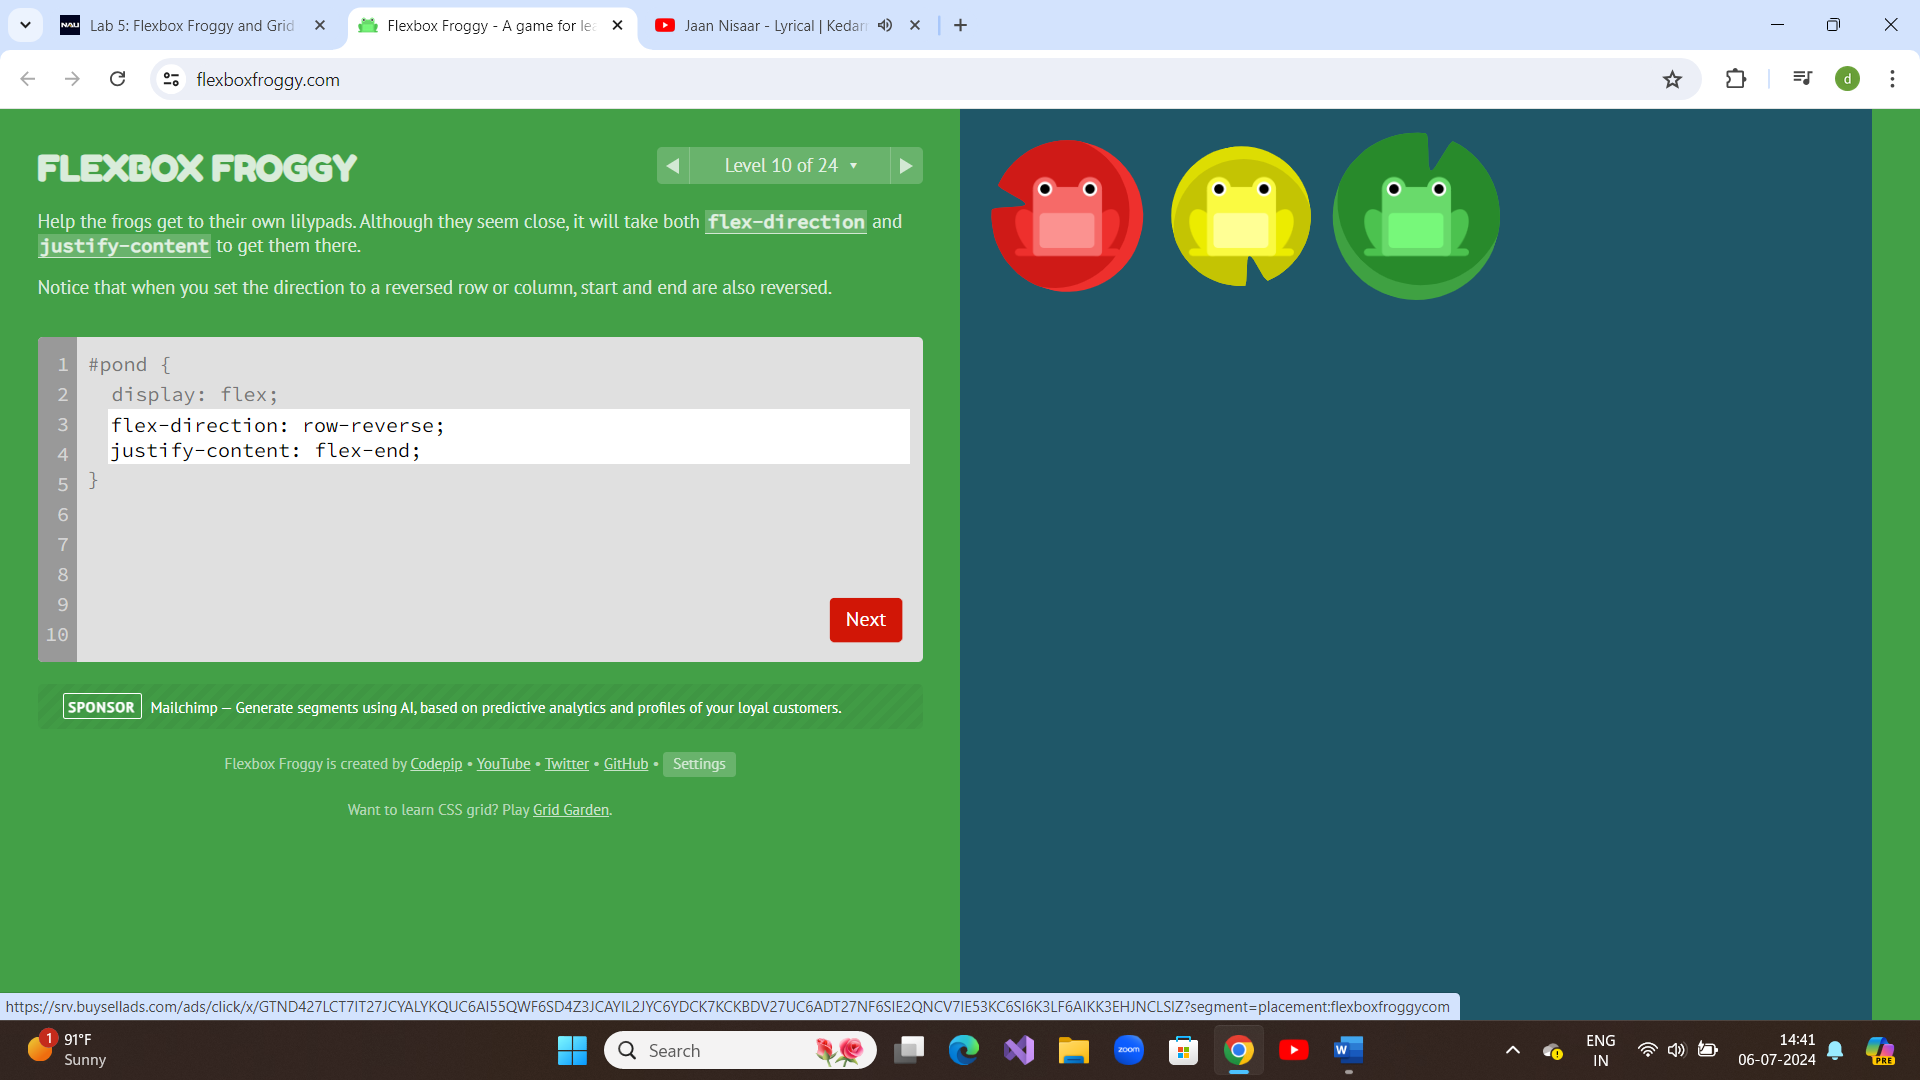 NAU Lab 5: Flexbox Froggy and Grid
Flexbox Froggy - A game for lea
Jaan Nisaar - Lyrical | Kedarn
flexboxfroggy.com
d
FLEXBOX FROGGY
Level 10 of 24
Help the frogs get to their own lilypads. Although they seem close, it will take both flex-direction and
justify-content to get them there.
Notice that when you set the direction to a reversed row or column, start and end are also reversed.
1 #pond {
2 display: flex;
3 flex-direction: row-reverse;
4 justify-content: flex-end;
5 }
6
7
8
9
10
Next
SPONSOR Mailchimp — Generate segments using AI, based on predictive analytics and profiles of your loyal customers.
Flexbox Froggy is created by Codepip • YouTube • Twitter • GitHub • Settings
Want to learn CSS grid? Play Grid Garden.
https://srv.buysellads.com/ads/click/x/GTND427LCT7IT27JCYALYKQUC6AI55QWF6SD4Z3JCAYIL2JYC6YDCK7KCKBDV27UC6ADT27NF6SIE2QNCV7IE53KC6SI6K3LF6AIKK3EHJNCLSIZ?segment=placement:flexboxfroggycom
1
91°F
Sunny
Search
zoom
W
ENG
IN
14:41
06-07-2024
PRE